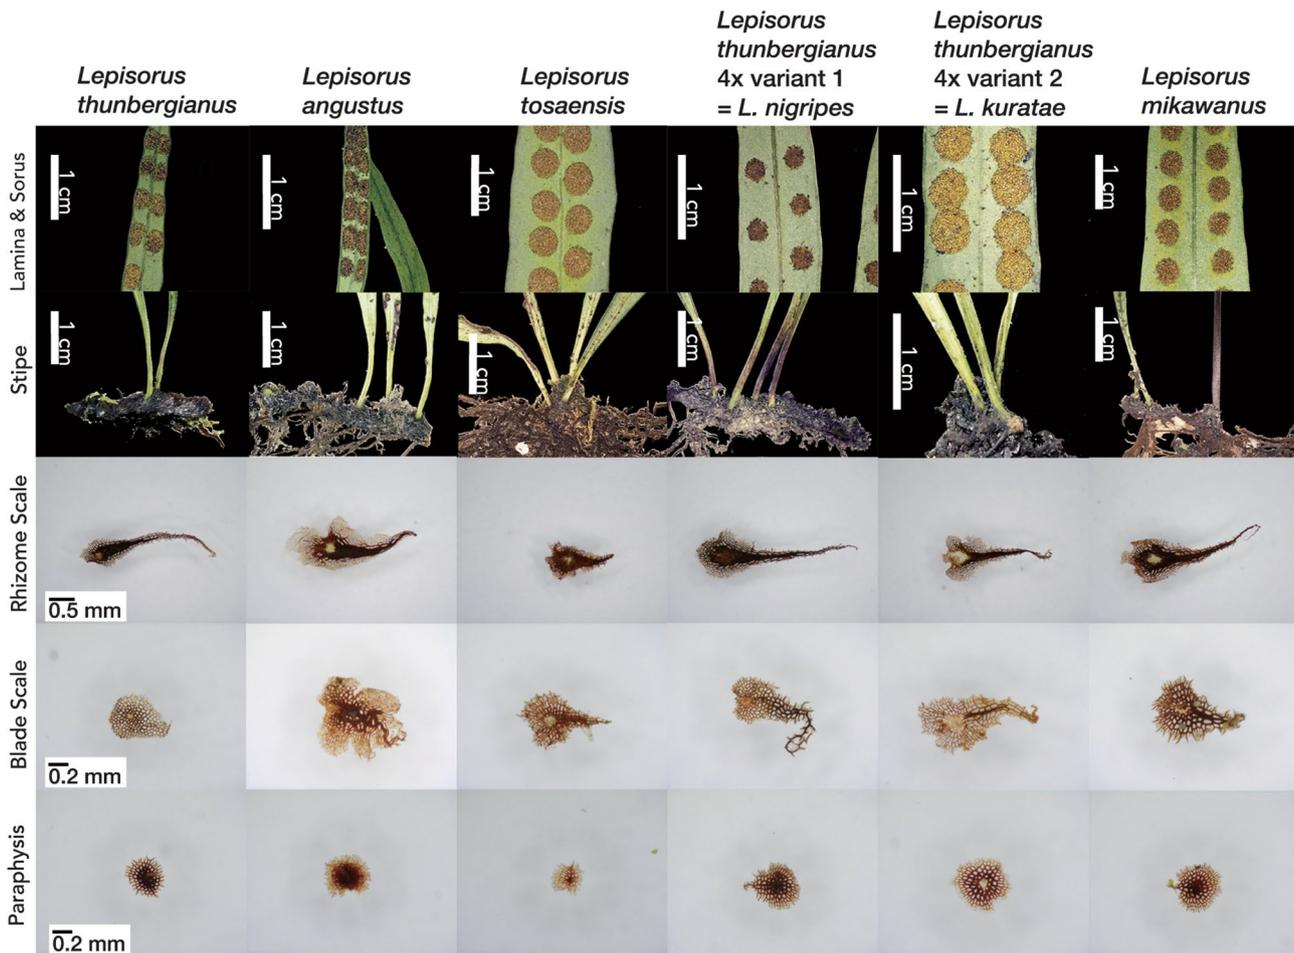 Lepisorus
thunbergianus
Lepisorus
angustus
Lepisorus
tosaensis
Lepisorus
thunbergianus
4x variant 1
= L. nigripes
Lepisorus
thunbergianus
4x variant 2
= L. kuratae
Lepisorus
mikawanus
Lamina & Sorus
1 cm
1 cm
1 cm
1 cm
1 cm
1 cm
Stipe
1 cm
1 cm
1 cm
1 cm
1 cm
1 cm
Rhizome Scale
0.5 mm
Blade Scale
0.2 mm
Paraphysis
0.2 mm